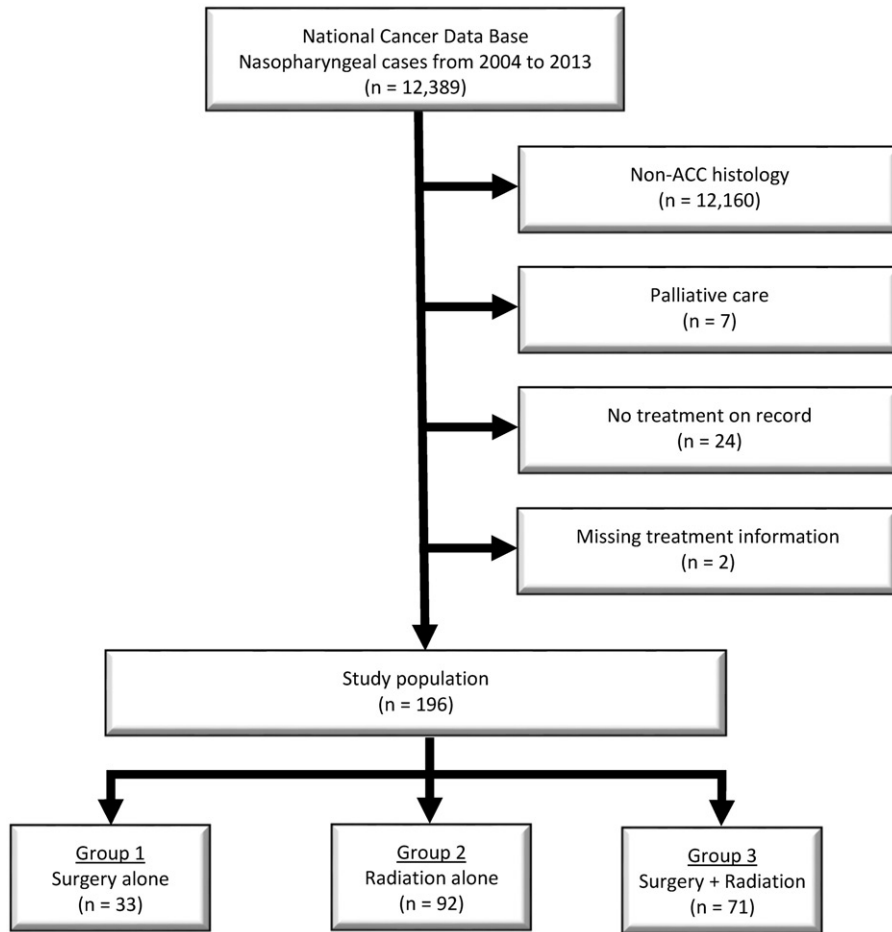 National Cancer Data Base
Nasopharyngeal cases from 2004 to 2013
(n = 12,389)
Non-ACC histology
(n = 12,160)
Palliative care
(n = 7)
No treatment on record
(n = 24)
Missing treatment information
(n = 2)
Study population
(n = 196)
Group 1
Surgery alone
(n = 33)
Group 2
Radiation alone
(n = 92)
Group 3
Surgery + Radiation
(n = 71)